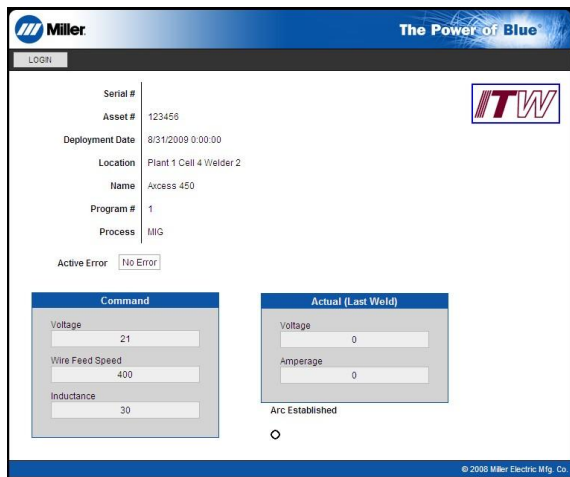 Miller
The Power of Blue
LOGIN
ITW
Serial #
Asset # 123456
Deployment Date 8/31/2009 0:00:00
Location Plant 1 Cell 4 Welder 2
Name Axcess 450
Program # 1
Process MIG
Active Error No Error
Command
Voltage
21
Wire Feed Speed
400
Inductance
30
Actual (Last Weld)
Voltage
0
Amperage
0
Arc Established
© 2008 Miller Electric Mfg. Co.